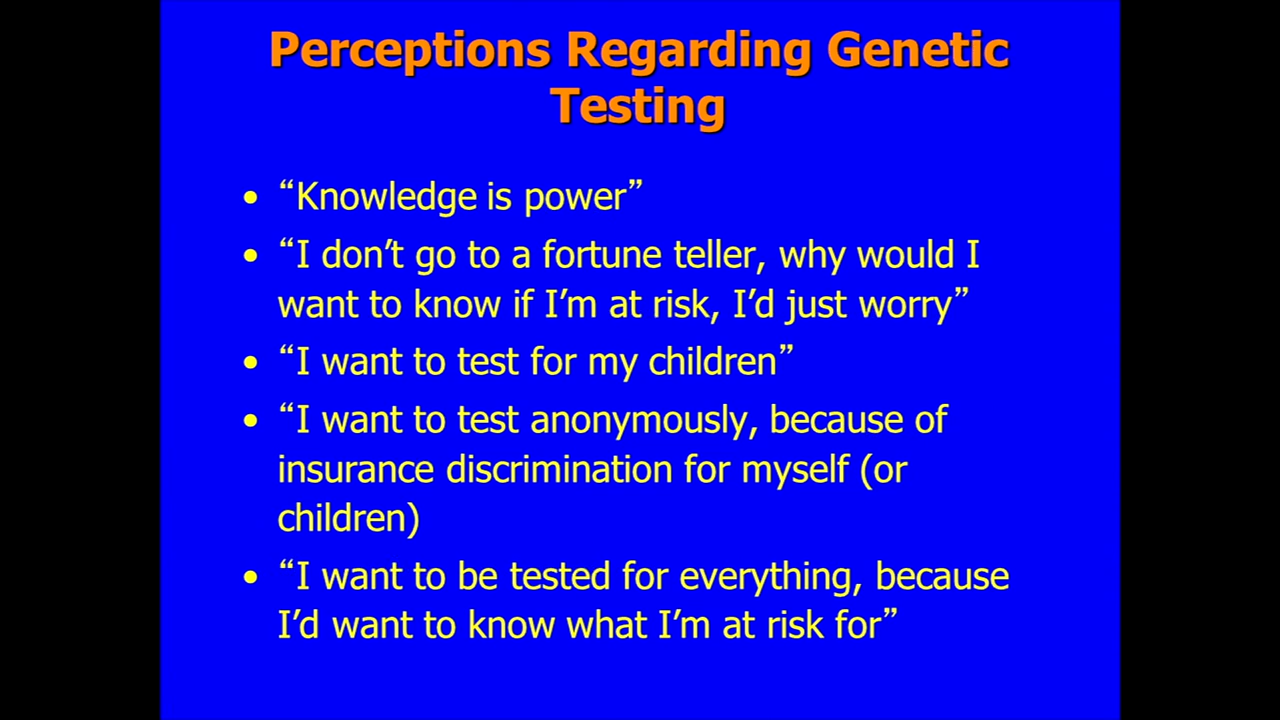 Perceptions Regarding Genetic
Testing
• “Knowledge is power”
• “I don’t go to a fortune teller, why would I
want to know if I’m at risk, I’d just worry”
• “I want to test for my children”
• “I want to test anonymously, because of
insurance discrimination for myself (or
children)
• “I want to be tested for everything, because
I’d want to know what I’m at risk for”